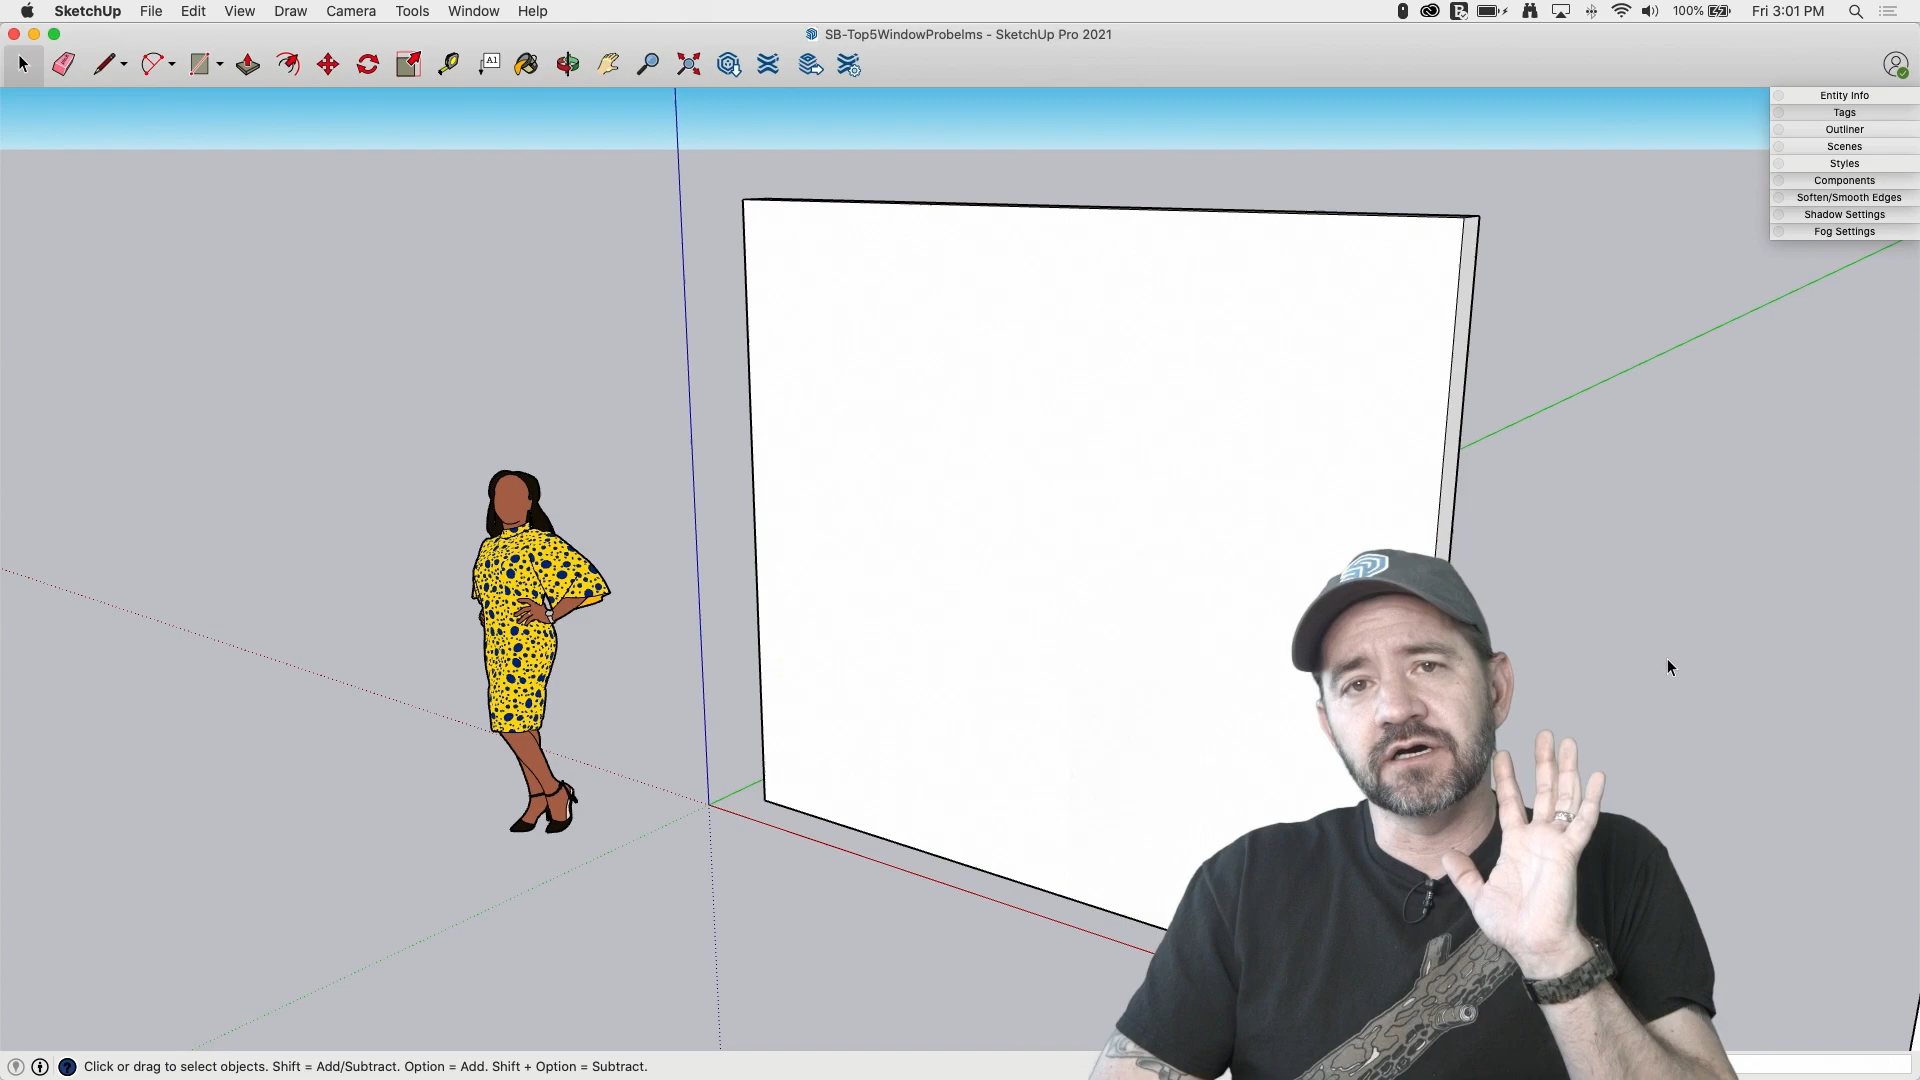 SketchUp File Edit View Draw Camera Tools Window Help 100% Fri 3:01 PM
SB-Top5WindowProbelms - SketchUp Pro 2021
A1
Entity Info
Tags
Outliner
Scenes
Styles
Components
Soften/Smooth Edges
Shadow Settings
Fog Settings
Click or drag to select objects. Shift = Add/Subtract. Option = Add. Shift + Option = Subtract.